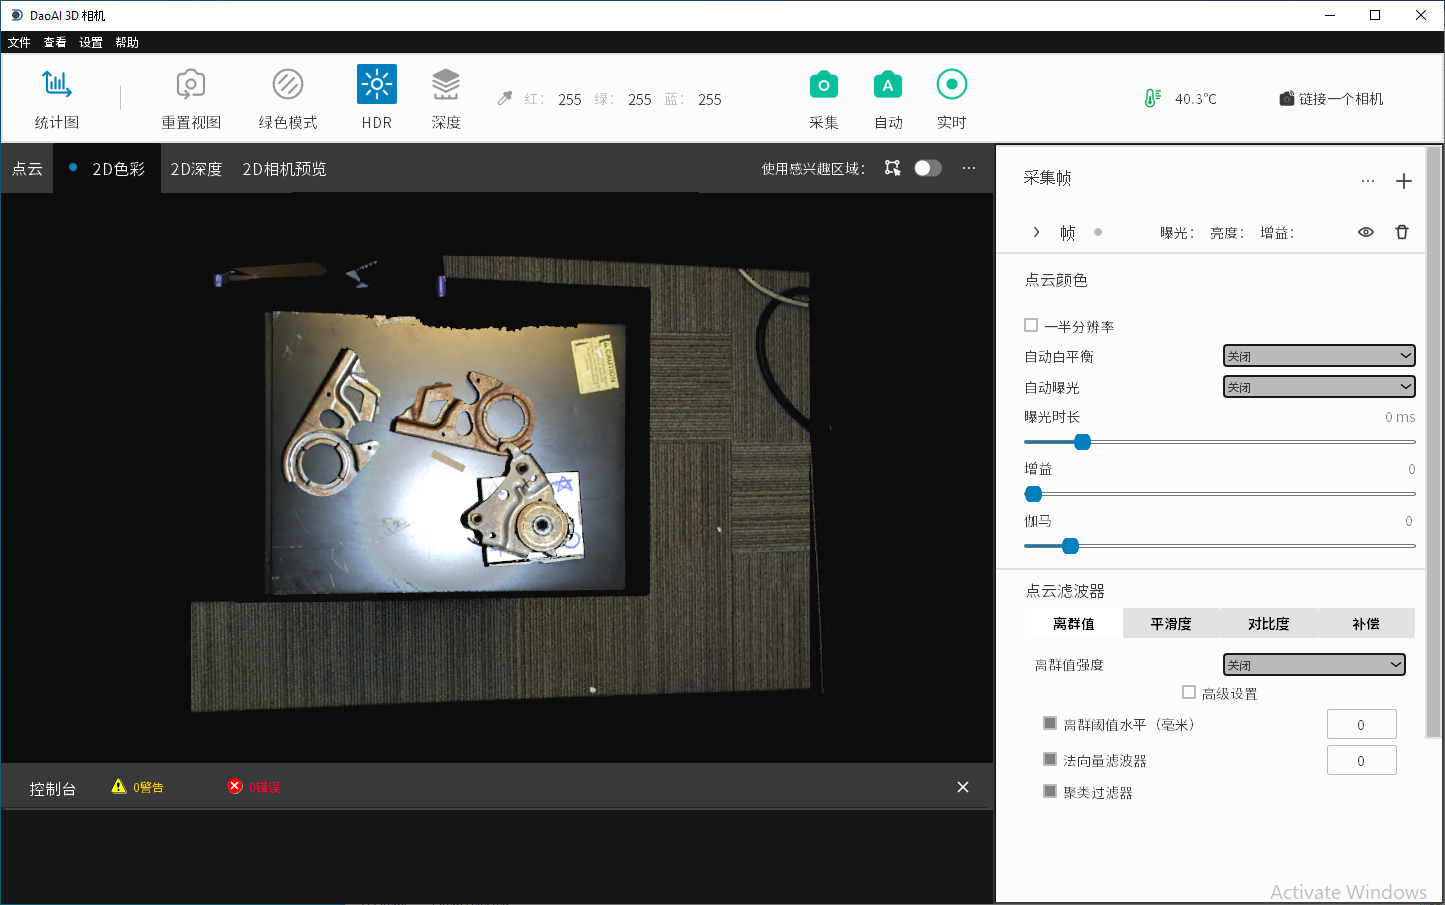 DaoAI 3D 相机
文件 查看 设置 帮助
统计图 重置视图 绿色模式 HDR 深度 红： 255 绿： 255 蓝： 255 采集 自动 实时 40.3℃ 链接一个相机
点云 2D色彩 2D深度 2D相机预览 使用感兴趣区域： ...
采集帧 ...
帧 曝光： 亮度： 增益：
点云颜色
一半分辨率
自动白平衡 关闭
自动曝光 关闭
曝光时长 0 ms
增益 0
伽马 0
点云滤波器
离群值 平滑度 对比度 补偿
离群值强度 关闭
高级设置
离群阈值水平（毫米） 0
法向量滤波器 0
聚类过滤器
CAUTION
控制台 0警告 0错误
Activate Windows